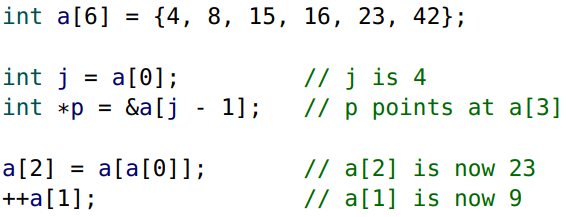 int a[6] = {4, 8, 15, 16, 23, 42};
int j = a[0];         // j is 4
int *p = &a[j - 1];   // p points at a[3]
a[2] = a[a[0]];       // a[2] is now 23
++a[1];               // a[1] is now 9